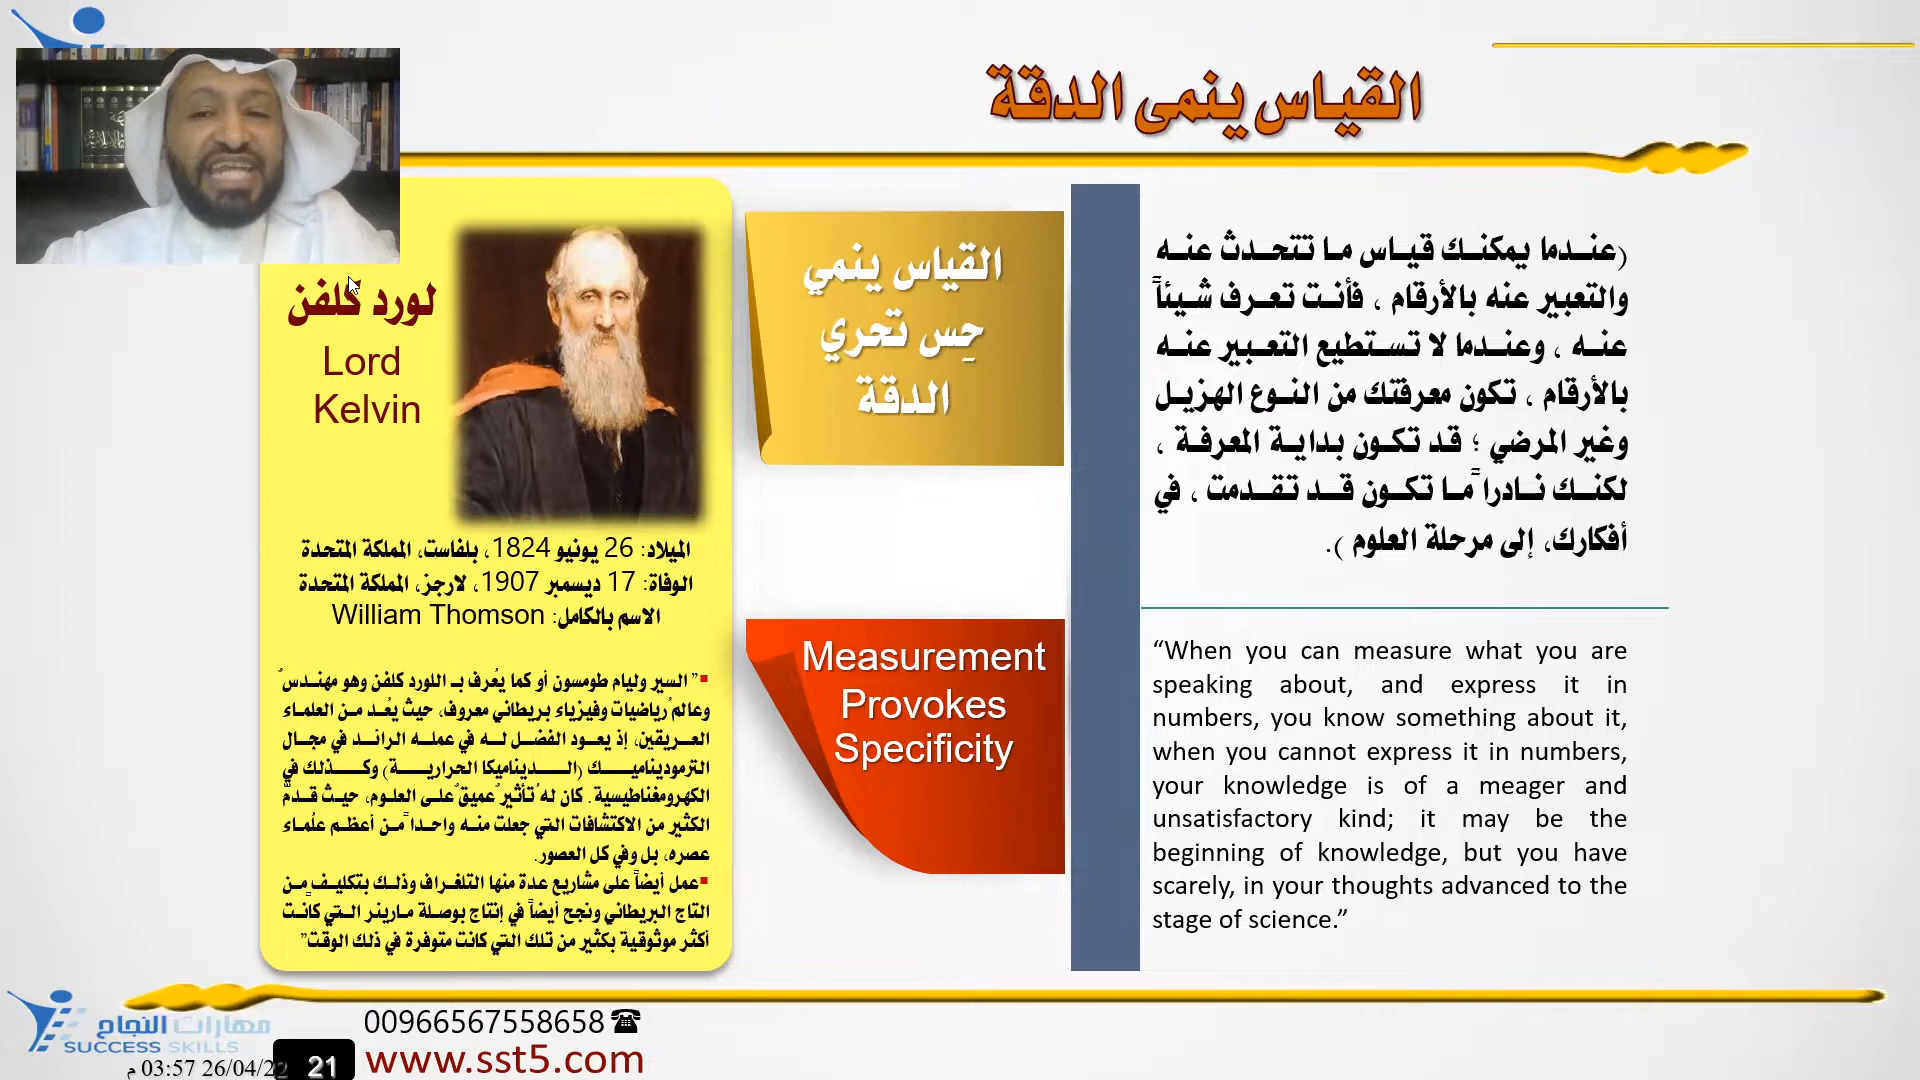 القياس ينمى الدقة
(عندما يمكنك قياس ما تتحدث عنه
والتعبير عنه بالأرقام ، فأنت تعرف شيئاً
عنه ، وعندما لا تستطيع التعبير عنه
بالأرقام ، تكون معرفتك من النوع الهزيل
وغير المرضي ؛ قد تكون بداية المعرفة ،
لكنك نادرا ًما تكون قد تقدمت ، في
أفكارك، إلى مرحلة العلوم ).
“When you can measure what you are
speaking about, and express it in
numbers, you know something about it,
when you cannot express it in numbers,
your knowledge is of a meager and
unsatisfactory kind; it may be the
beginning of knowledge, but you have
scarely, in your thoughts advanced to the
stage of science.”
القياس ينمي
حِس تحري
الدقة
Measurement
Provokes
Specificity
لورد كلفن
Lord
Kelvin
الميلاد: 26 يونيو 1824، بلفاست، المملكة المتحدة
الوفاة: 17 ديسمبر 1907، لارجز، المملكة المتحدة
الاسم بالكامل: William Thomson
▪" السير وليام طومسون أو كما يُعرف بـ اللورد كلفن وهو مهندسٌ
وعالمُ رياضيات وفيزياء بريطاني معروف، حيث يُعد من العلماء
العريقين، إذ يعود الفضل له في عمله الرائد في مجال
الترموديناميك (الديناميكا الحرارية) وكذلك في
الكهرومغناطيسية. كان لهُ تأثيرٌ عميقٌ على العلوم، حيث قدمَّ
الكثير من الاكتشافات التي جعلت منه واحداً من أعظم علُماء
عصره، بل وفي كل العصور.
▪عمل أيضاً على مشاريع عدة منها التلغراف وذلك بتكليف من
التاج البريطاني ونجح أيضاً في إنتاج بوصلة مارينر التي كانت
أكثر موثوقية بكثير من تلك التي كانت متوفرة في ذلك الوقت"
مهارات النجاح
SUCCESS SKILLS
00966567558658 ☎
www.sst5.com
21
26/04/22 03:57 م